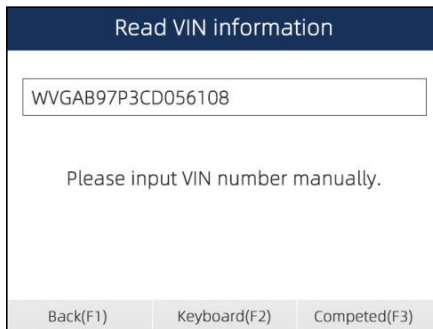 Read VIN information
WVGAB97P3CD056108
Please input VIN number manually.
Back(F1) Keyboard(F2) Competed(F3)